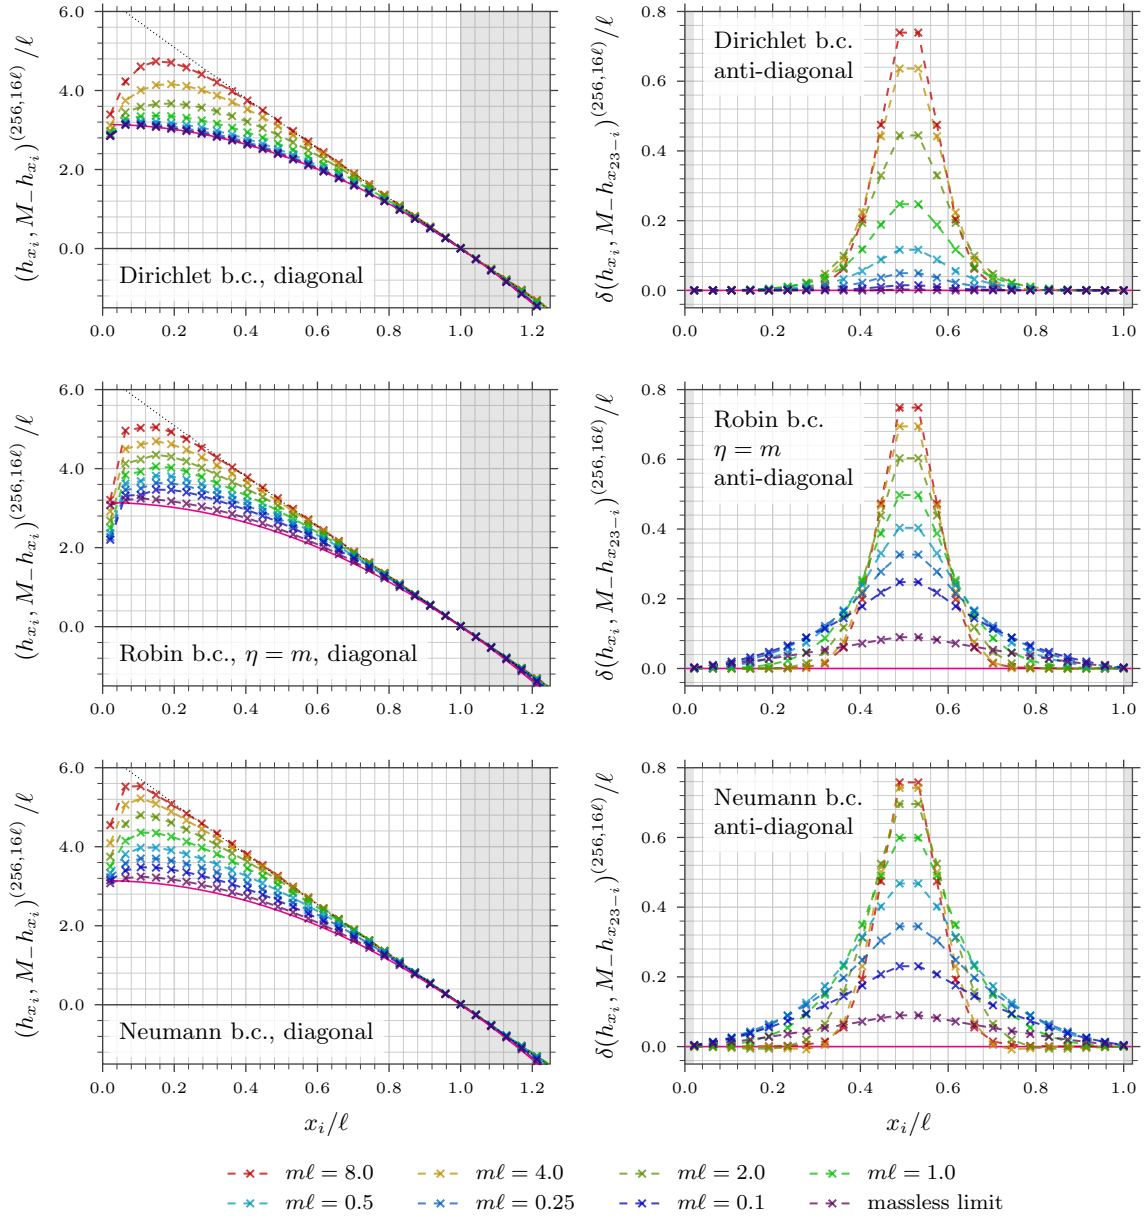 (h_{x_i}, M_-h_{x_i})^{(256,16ℓ)}/ℓ
6.0
4.0
2.0
0.0
Dirichlet b.c., diagonal
0.0 0.2 0.4 0.6 0.8 1.0 1.2
δ(h_{x_i}, M_-h_{x_{23-i}})^{(256,16ℓ)}/ℓ
0.8
0.6
0.4
0.2
0.0
Dirichlet b.c.
anti-diagonal
0.0 0.2 0.4 0.6 0.8 1.0
(h_{x_i}, M_-h_{x_i})^{(256,16ℓ)}/ℓ
6.0
4.0
2.0
0.0
Robin b.c., η = m, diagonal
0.0 0.2 0.4 0.6 0.8 1.0 1.2
δ(h_{x_i}, M_-h_{x_{23-i}})^{(256,16ℓ)}/ℓ
0.8
0.6
0.4
0.2
0.0
Robin b.c.
η = m
anti-diagonal
0.0 0.2 0.4 0.6 0.8 1.0
(h_{x_i}, M_-h_{x_i})^{(256,16ℓ)}/ℓ
6.0
4.0
2.0
0.0
Neumann b.c., diagonal
0.0 0.2 0.4 0.6 0.8 1.0 1.2
x_i/ℓ
δ(h_{x_i}, M_-h_{x_{23-i}})^{(256,16ℓ)}/ℓ
0.8
0.6
0.4
0.2
0.0
Neumann b.c.
anti-diagonal
0.0 0.2 0.4 0.6 0.8 1.0
x_i/ℓ
mℓ = 8.0 mℓ = 4.0 mℓ = 2.0 mℓ = 1.0
mℓ = 0.5 mℓ = 0.25 mℓ = 0.1 massless limit